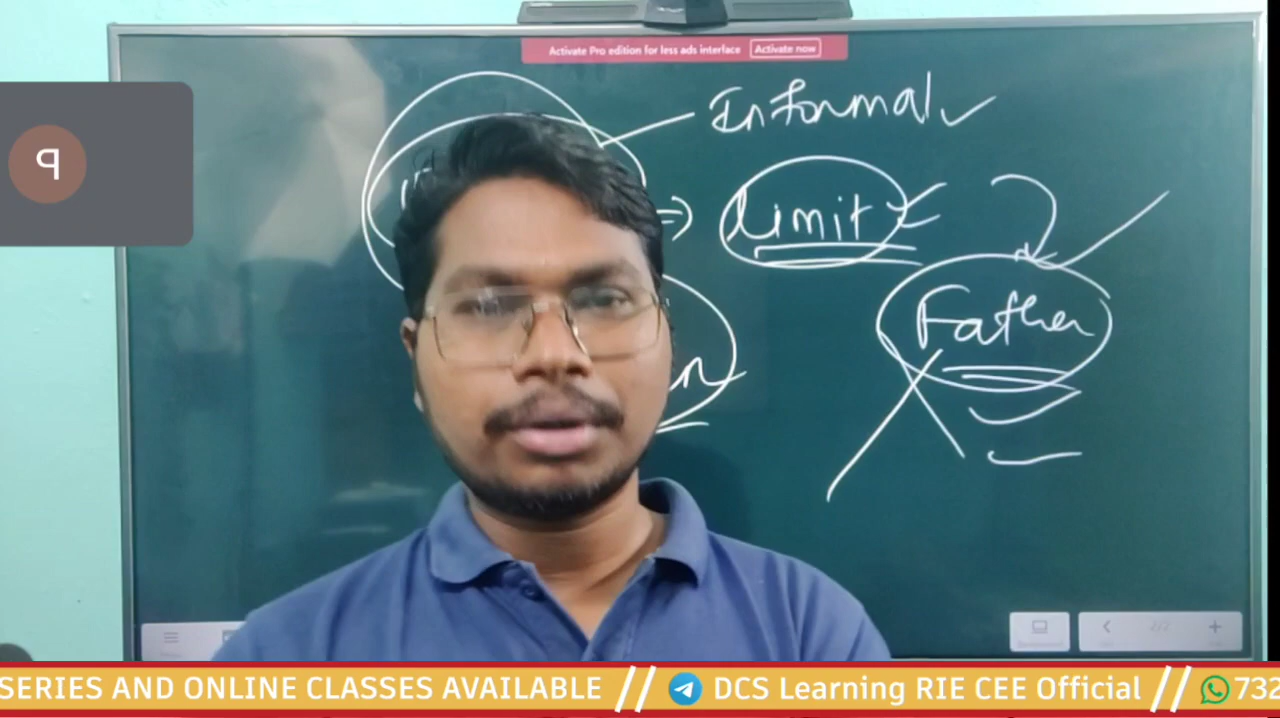 Activate Pro edition for less ads interface Activate now
Informal
Limit
Father
SERIES AND ONLINE CLASSES AVAILABLE // DCS Learning RIE CEE Official // 732